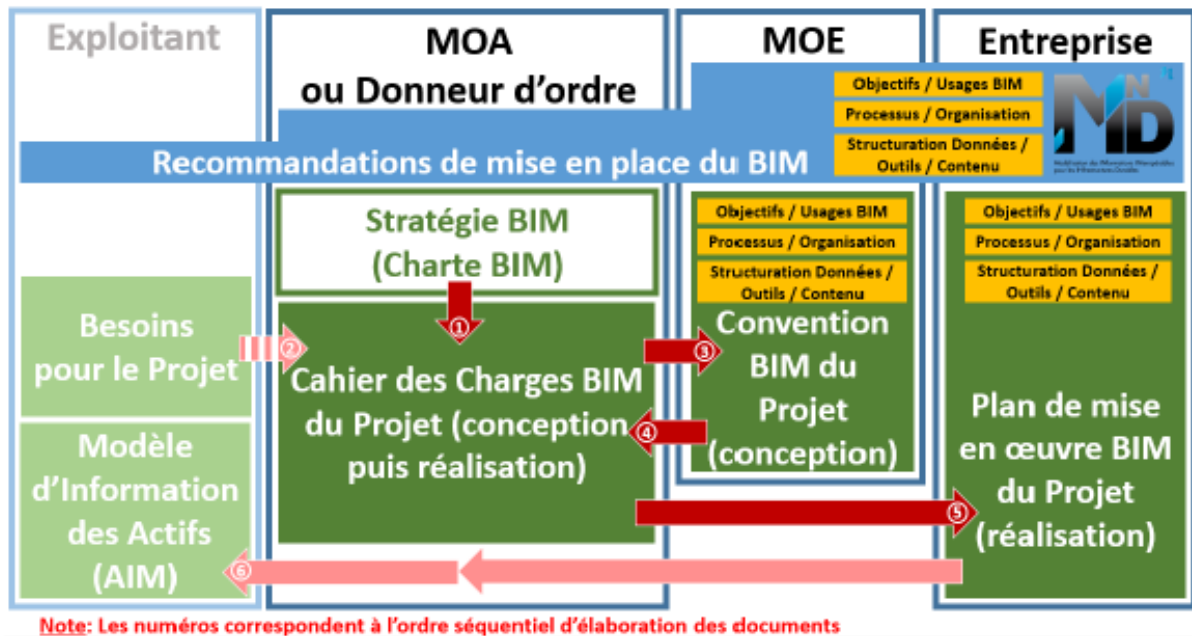 Exploitant
MOA
ou Donneur d'ordre
MOE
Entreprise
Objectifs / Usages BIM
Processus / Organisation
Structuration Données /
Outils / Contenu
MND
Recommandations de mise en place du BIM
Stratégie BIM
(Charte BIM)
Objectifs / Usages BIM
Processus / Organisation
Structuration Données /
Outils / Contenu
Objectifs / Usages BIM
Processus / Organisation
Structuration Données /
Outils / Contenu
①
Besoins
pour le Projet
②
Cahier des Charges BIM
du Projet (conception
puis réalisation)
③
④
Convention
BIM du
Projet
(conception)
Plan de mise
en œuvre BIM
du Projet
(réalisation)
⑤
Modèle
d'Information
des Actifs
(AIM)
⑥
Note: Les numéros correspondent à l'ordre séquentiel d'élaboration des documents